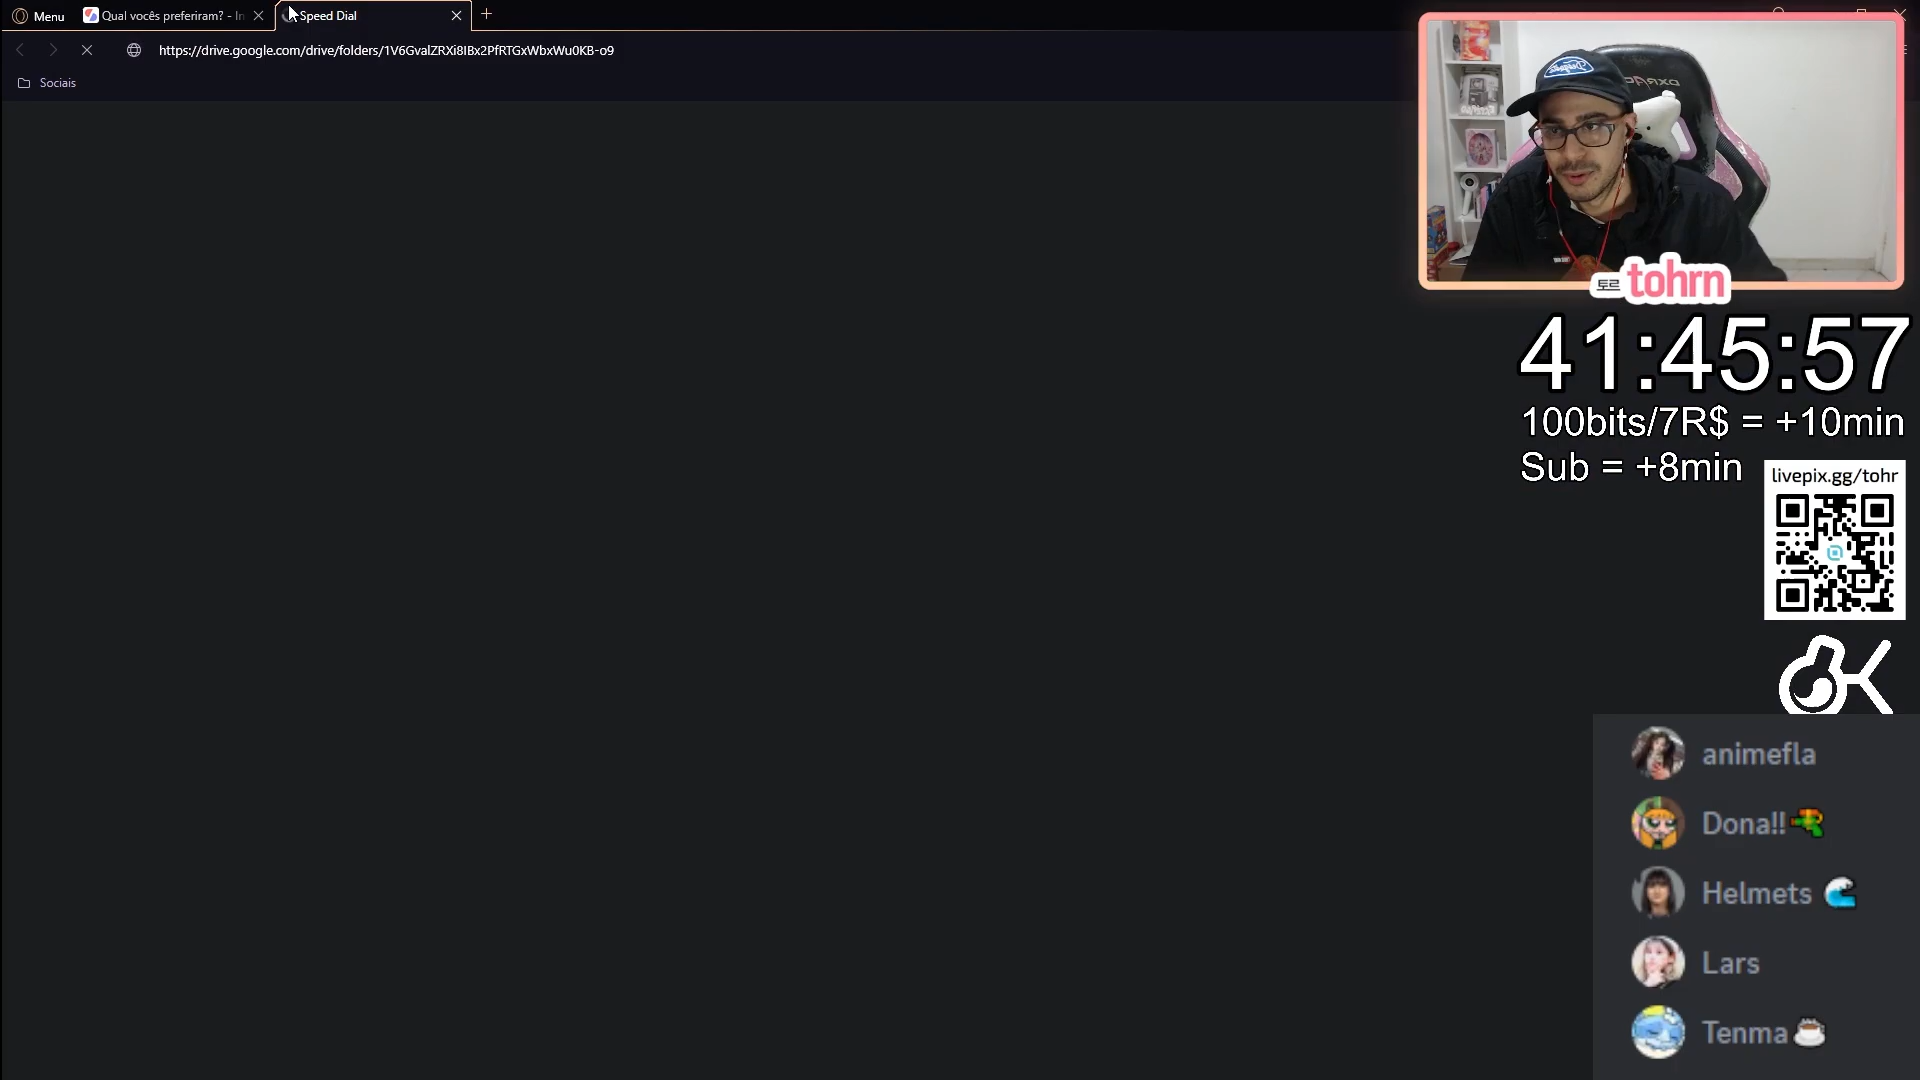 Menu
Qual vocês preferiram? - In
Speed Dial
https://drive.google.com/drive/folders/1V6GvalZRXi8IBx2PfRTGxWbxWu0KB-o9
Sociais
토르 tohrn
41:45:57
100bits/7R$ = +10min
Sub = +8min
livepix.gg/tohr
animefla
Dona!!
Helmets
Lars
Tenma